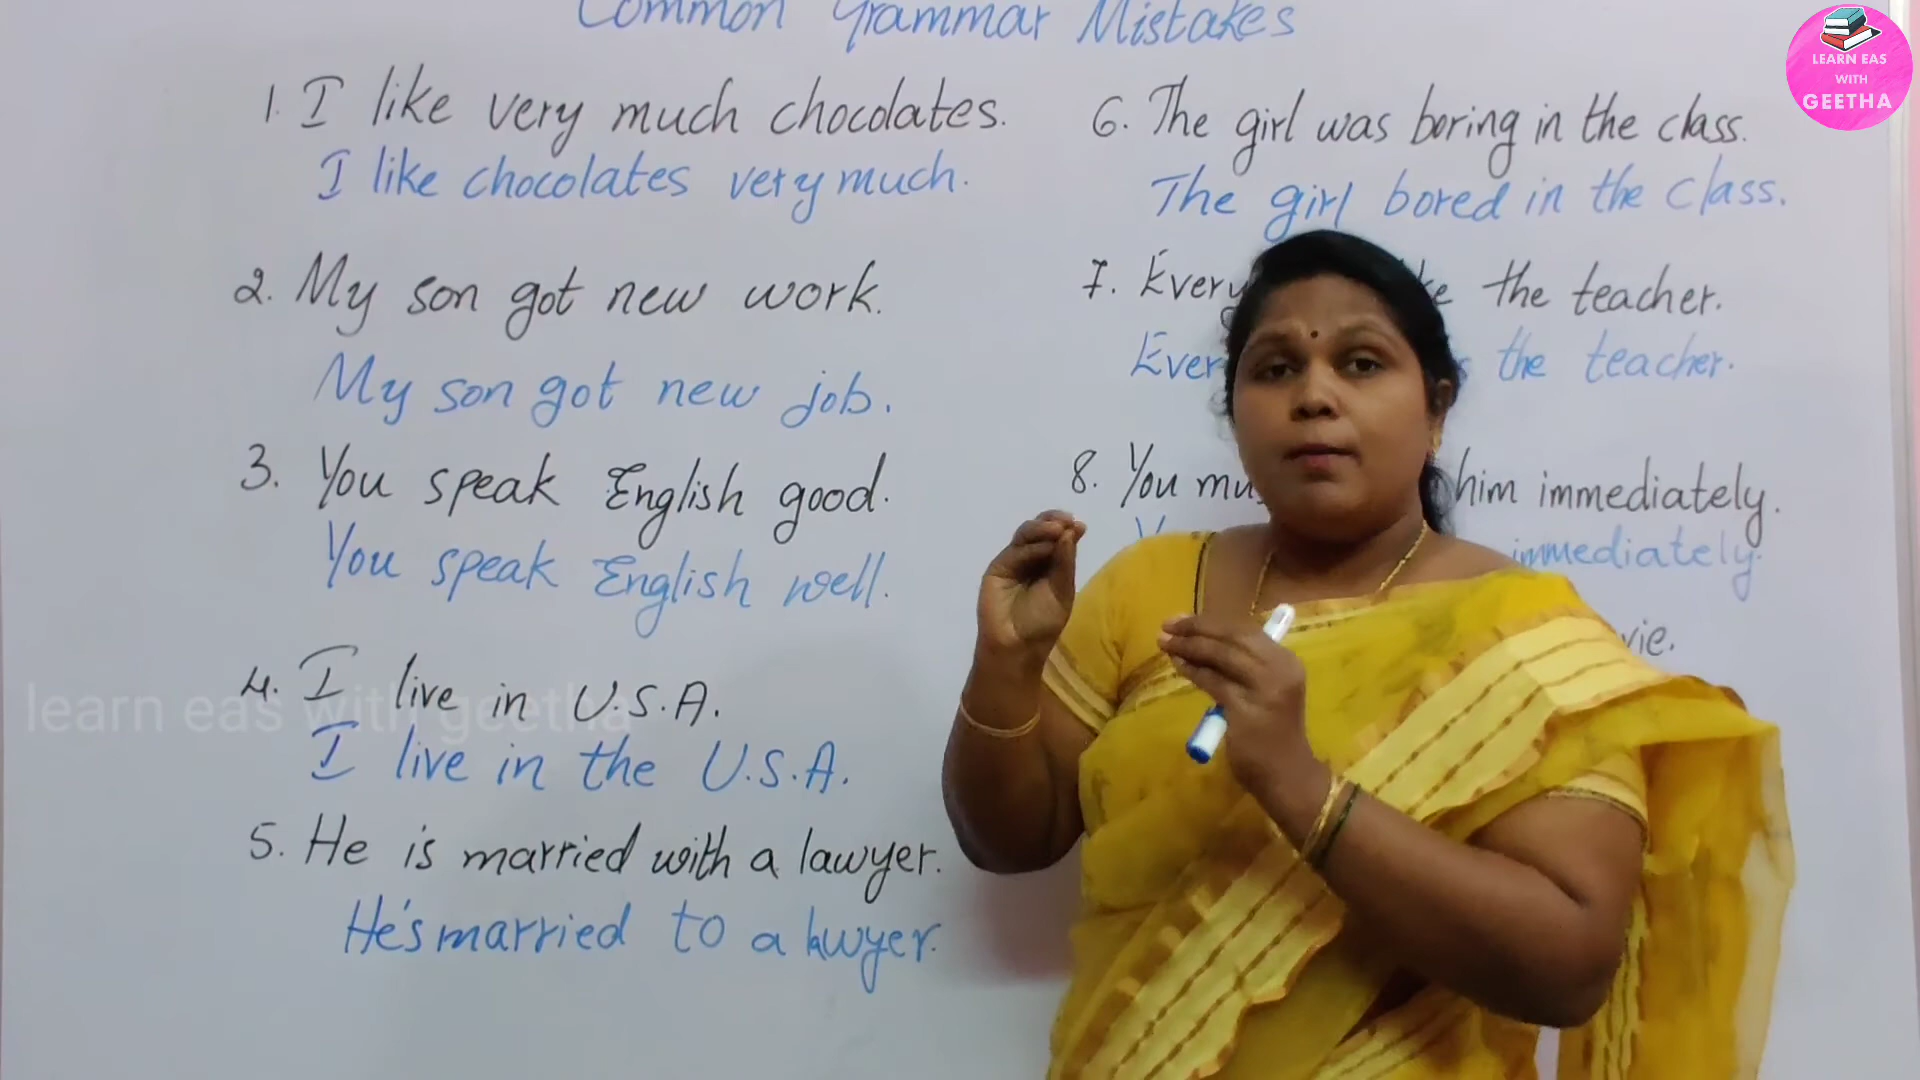 Common Grammar Mistakes
1. I like very much chocolates.
I like chocolates very much.
2. My son got new work.
My son got new job.
3. You speak English good.
You speak English well.
4. I live in U.S.A.
I live in the U.S.A.
5. He is married with a lawyer.
He's married to a lawyer.
6. The girl was boring in the class.
The girl bored in the class.
7. the teacher.
the teacher.
8. You him immediately.
immediately.
LEARN EAS
WITH
GEETHA
learn eas with geetha